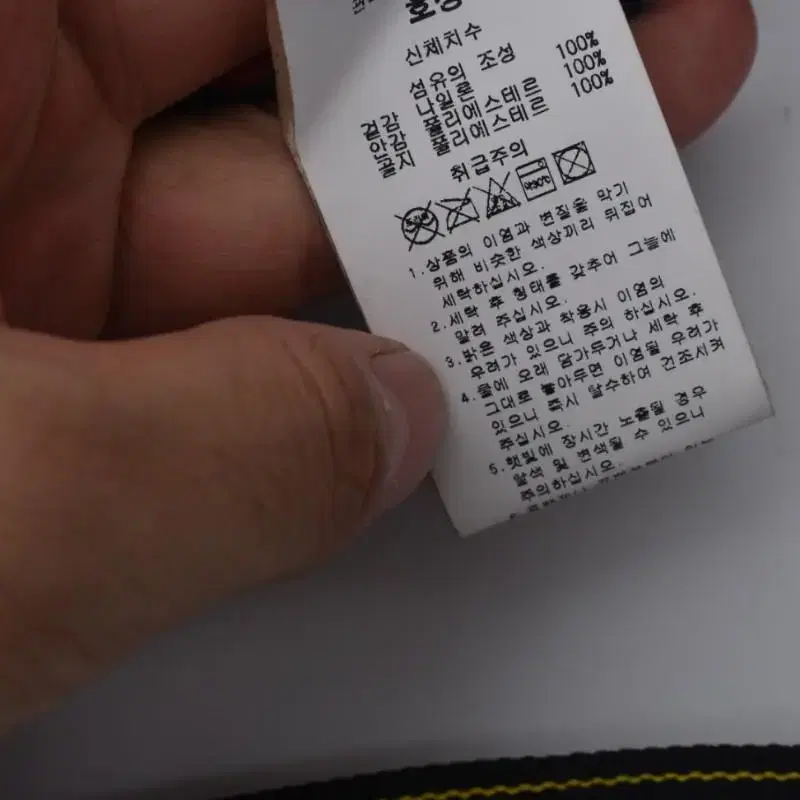 호칭
신체치수
섬유의 조성
겉감 나일론 100%
안감 폴리에스테르 100%
골지 폴리에스테르 100%
취급주의
1.상품의 이염과 변질을 막기
위해 비슷한 색상끼리 뒤집어
세탁하십시오.
2.세탁 후 형태를 갖추어 그늘에
말려 주십시오.
3.밝은 색상과 착용시 이염의
우려가 있으니 주의 하십시오.
4.물에 오래 담가두거나 세탁 후
그대로 놓아두면 이염될 우려가
있으니 즉시 탈수하여 건조시켜
주십시오.
5.햇빛에 장시간 노출될 경우
탈색 및 변색될 수 있으니
주의하십시오.